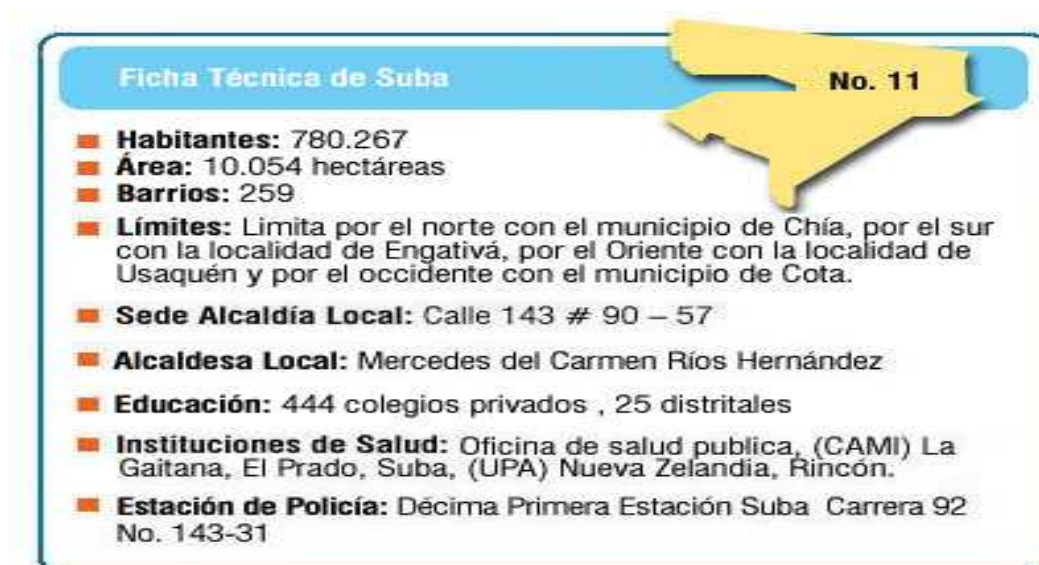 Ficha Técnica de Suba
No. 11
Habitantes: 780.267
Área: 10.054 hectáreas
Barrios: 259
Límites: Limita por el norte con el municipio de Chía, por el sur
con la localidad de Engativá, por el Oriente con la localidad de
Usaquén y por el occidente con el municipio de Cota.
Sede Alcaldía Local: Calle 143 # 90 – 57
Alcaldesa Local: Mercedes del Carmen Ríos Hernández
Educación: 444 colegios privados , 25 distritales
Instituciones de Salud: Oficina de salud publica, (CAMI) La
Gaitana, El Prado, Suba, (UPA) Nueva Zelandia, Rincón.
Estación de Policía: Décima Primera Estación Suba Carrera 92
No. 143-31